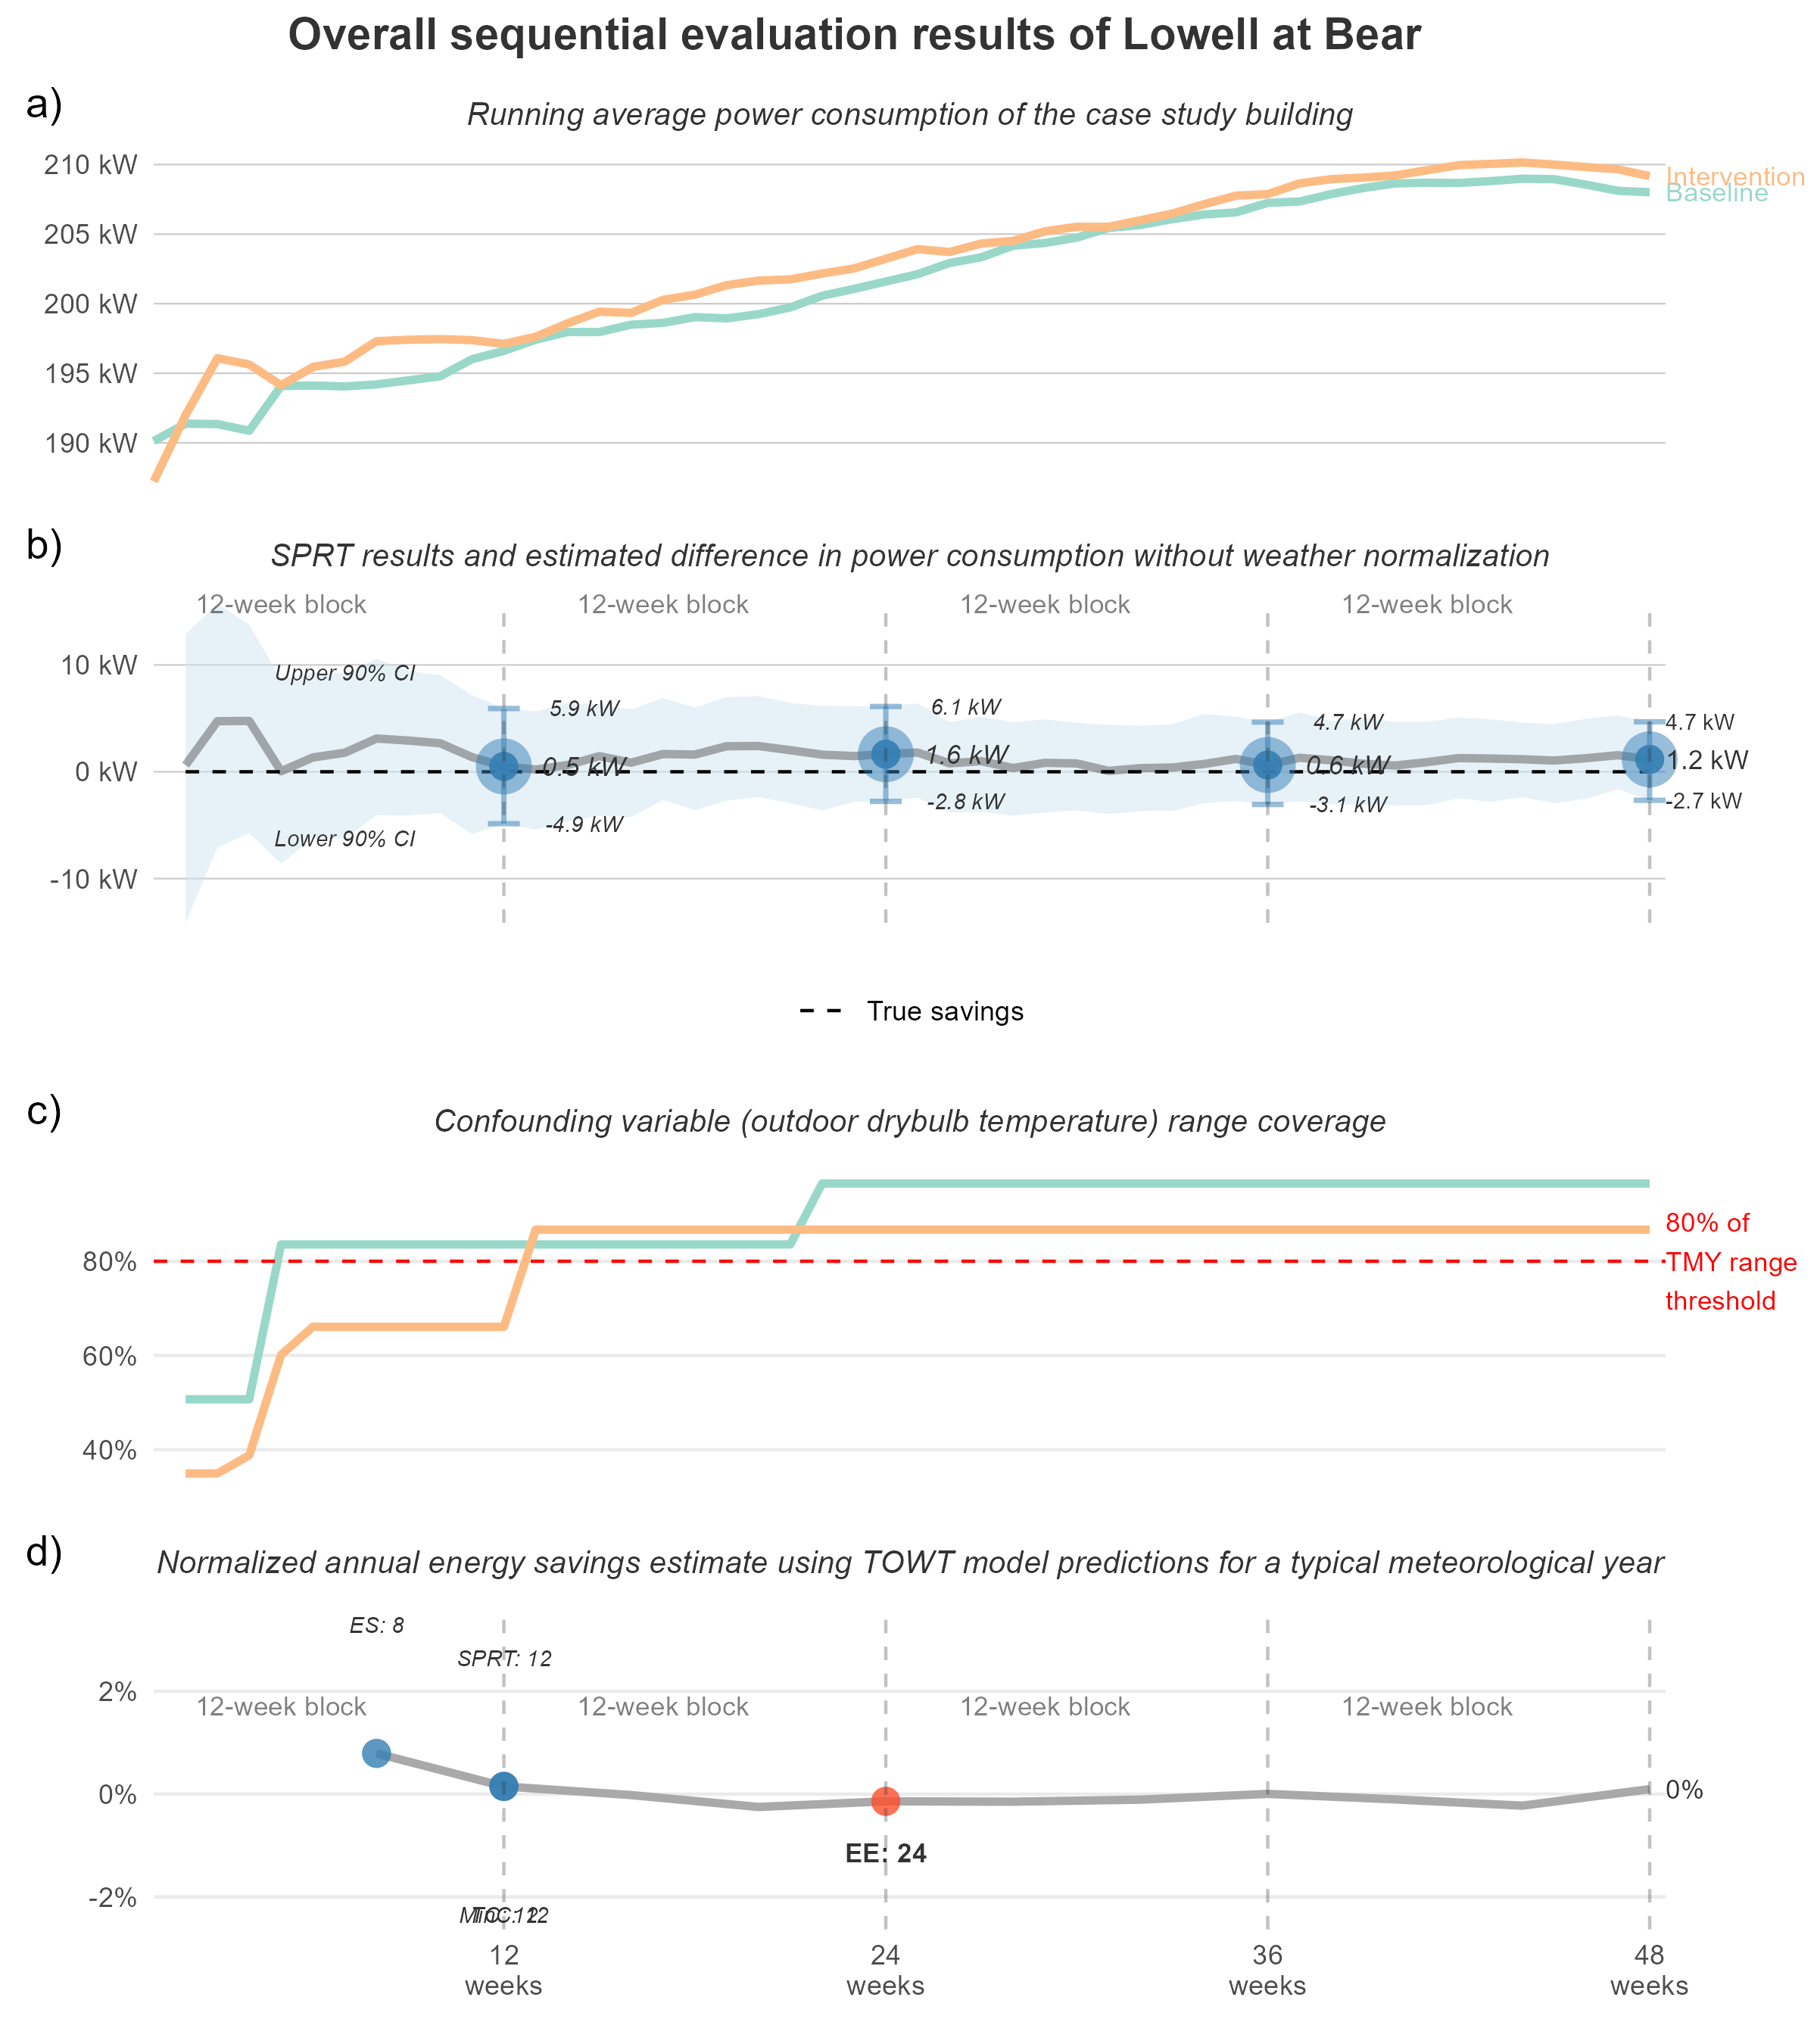 Overall sequential evaluation results of Lowell at Bear
a)
Running average power consumption of the case study building
210 kW
205 kW
200 kW
195 kW
190 kW
Intervention
Baseline
b)
SPRT results and estimated difference in power consumption without weather normalization
12-week block 12-week block 12-week block 12-week block
10 kW
0 kW
-10 kW
Upper 90% CI
Lower 90% CI
5.9 kW
0.5 kW
-4.9 kW
6.1 kW
1.6 kW
-2.8 kW
4.7 kW
0.6 kW
-3.1 kW
4.7 kW
1.2 kW
-2.7 kW
True savings
c)
Confounding variable (outdoor drybulb temperature) range coverage
80%
60%
40%
80% of
TMY range
threshold
d)
Normalized annual energy savings estimate using TOWT model predictions for a typical meteorological year
ES: 8
SPRT: 12
2%
12-week block 12-week block 12-week block 12-week block
0%
0%
EE: 24
-2%
12
weeks
24
weeks
36
weeks
48
weeks